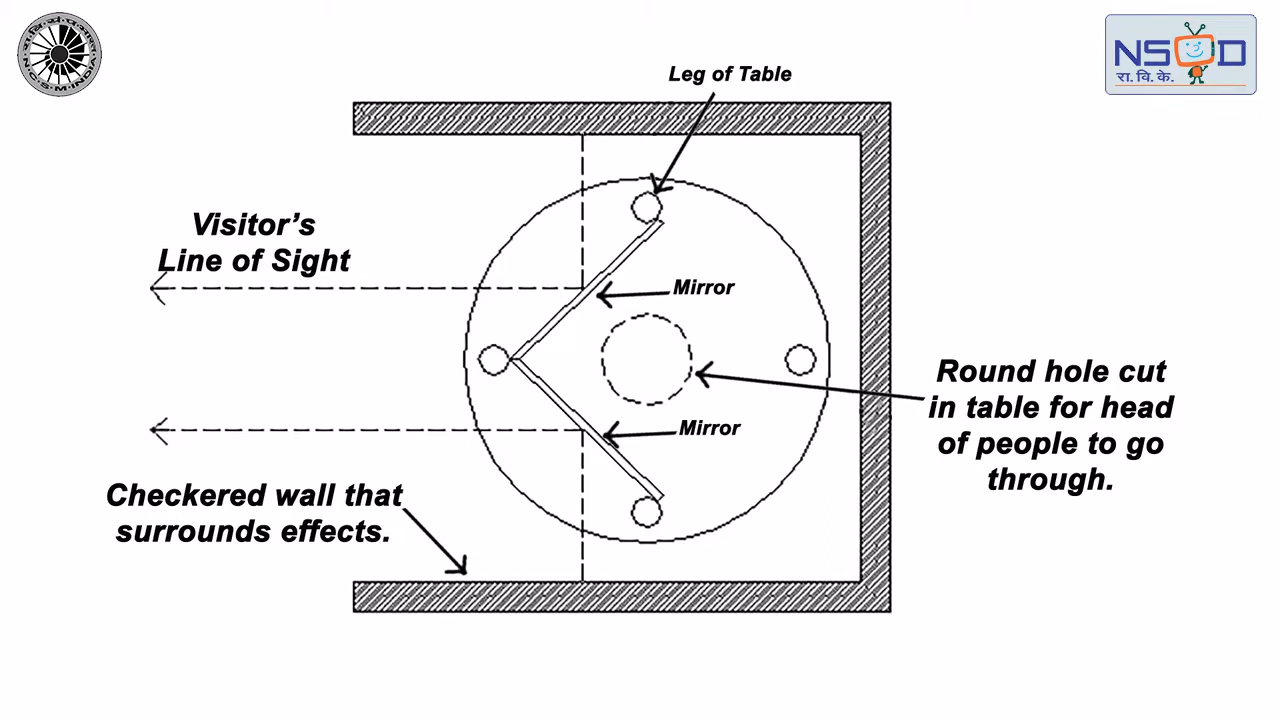 NSCD
रा. वि. के.
Leg of Table
Visitor's
Line of Sight
Mirror
Mirror
Round hole cut
in table for head
of people to go
through.
Checkered wall that
surrounds effects.